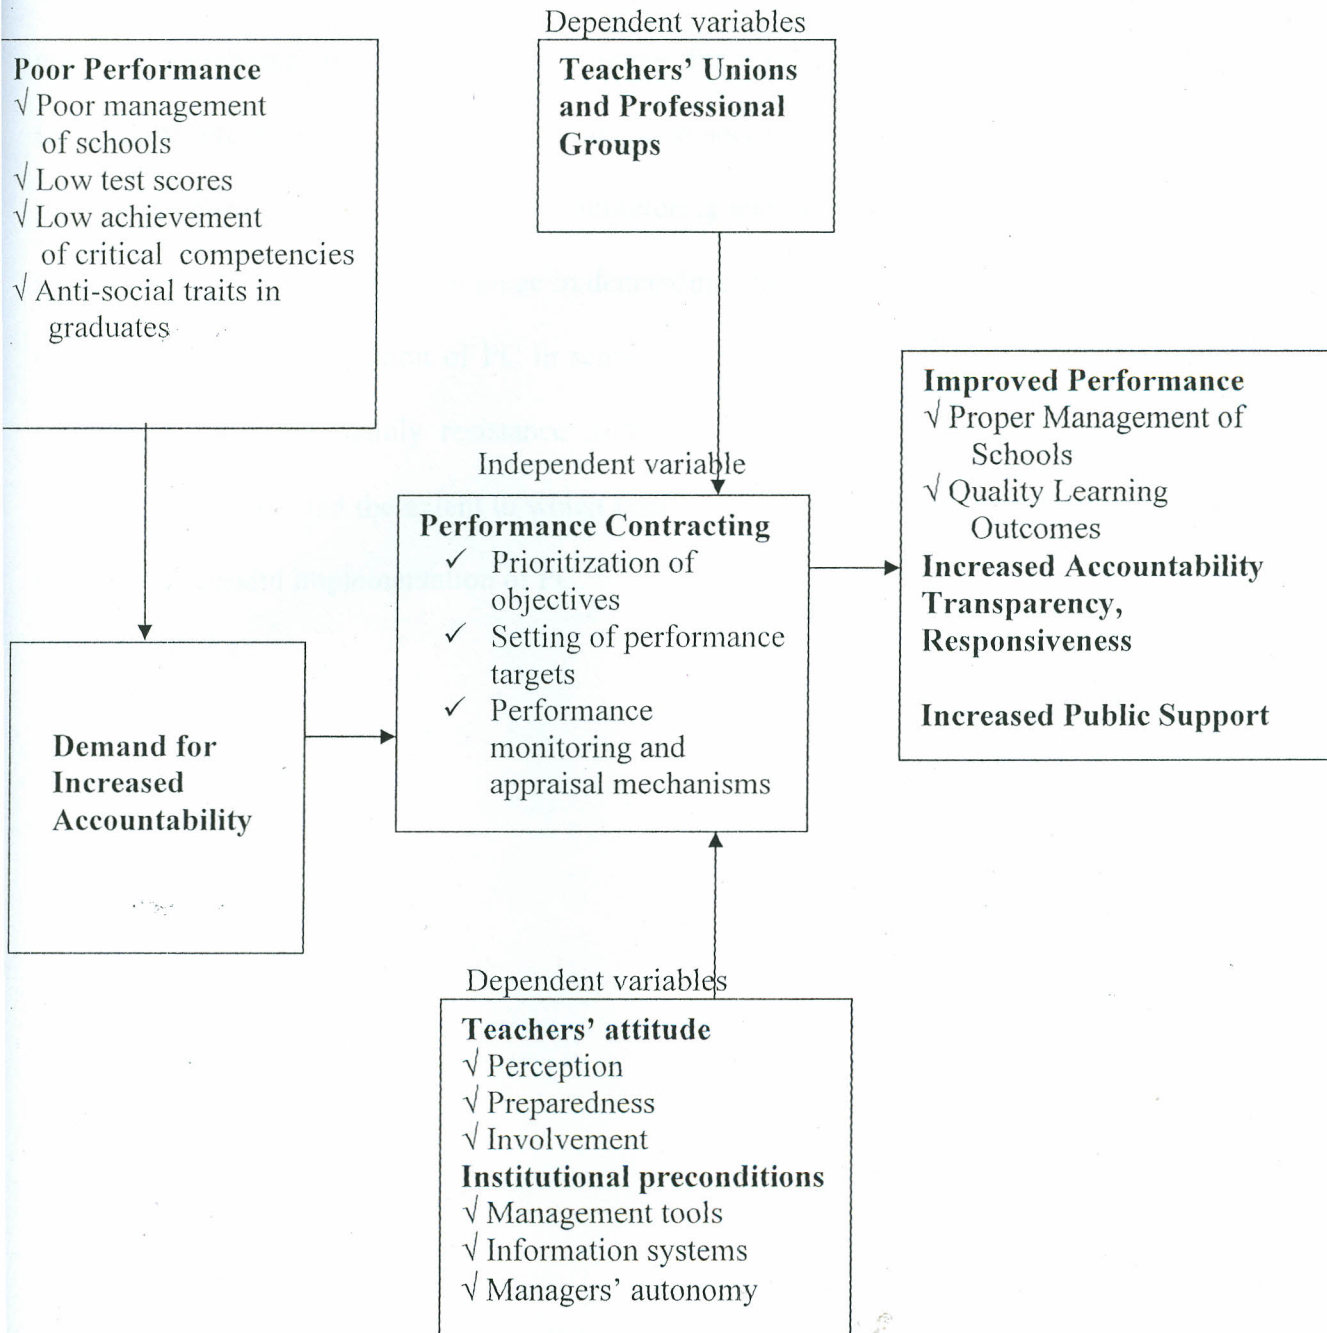 Dependent variables
Poor Performance
√ Poor management
of schools
√ Low test scores
√ Low achievement
of critical competencies
√ Anti-social traits in
graduates
Teachers’ Unions
and Professional
Groups
Independent variable
Performance Contracting
✓ Prioritization of
objectives
✓ Setting of performance
targets
✓ Performance
monitoring and
appraisal mechanisms
Improved Performance
√ Proper Management of
Schools
√ Quality Learning
Outcomes
Increased Accountability
Transparency,
Responsiveness
Increased Public Support
Demand for
Increased
Accountability
Dependent variables
Teachers’ attitude
√ Perception
√ Preparedness
√ Involvement
Institutional preconditions
√ Management tools
√ Information systems
√ Managers’ autonomy